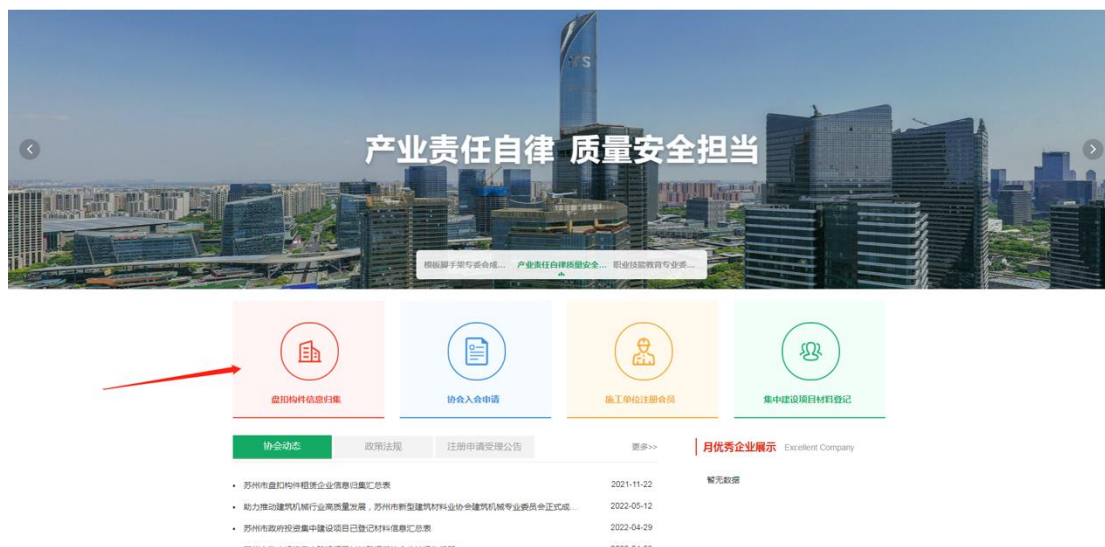 产业责任自律 质量安全担当
模板脚手架专委会成... 产业责任自律质量安全... 职业技能教育专业委...
盘扣构件信息归集 协会入会申请 施工单位注册会员 集中建设项目材料登记
协会动态 政策法规 注册申请受理公告 更多>> 月优秀企业展示 Excellent Company
苏州市盘扣构件租赁企业信息归集汇总表 2021-11-22 暂无数据
助力推动建筑机械行业高质量发展，苏州市新型建筑材料业协会建筑机械专业委员会正式成... 2022-05-12
苏州市政府投资集中建设项目已登记材料信息汇总表 2022-04-29